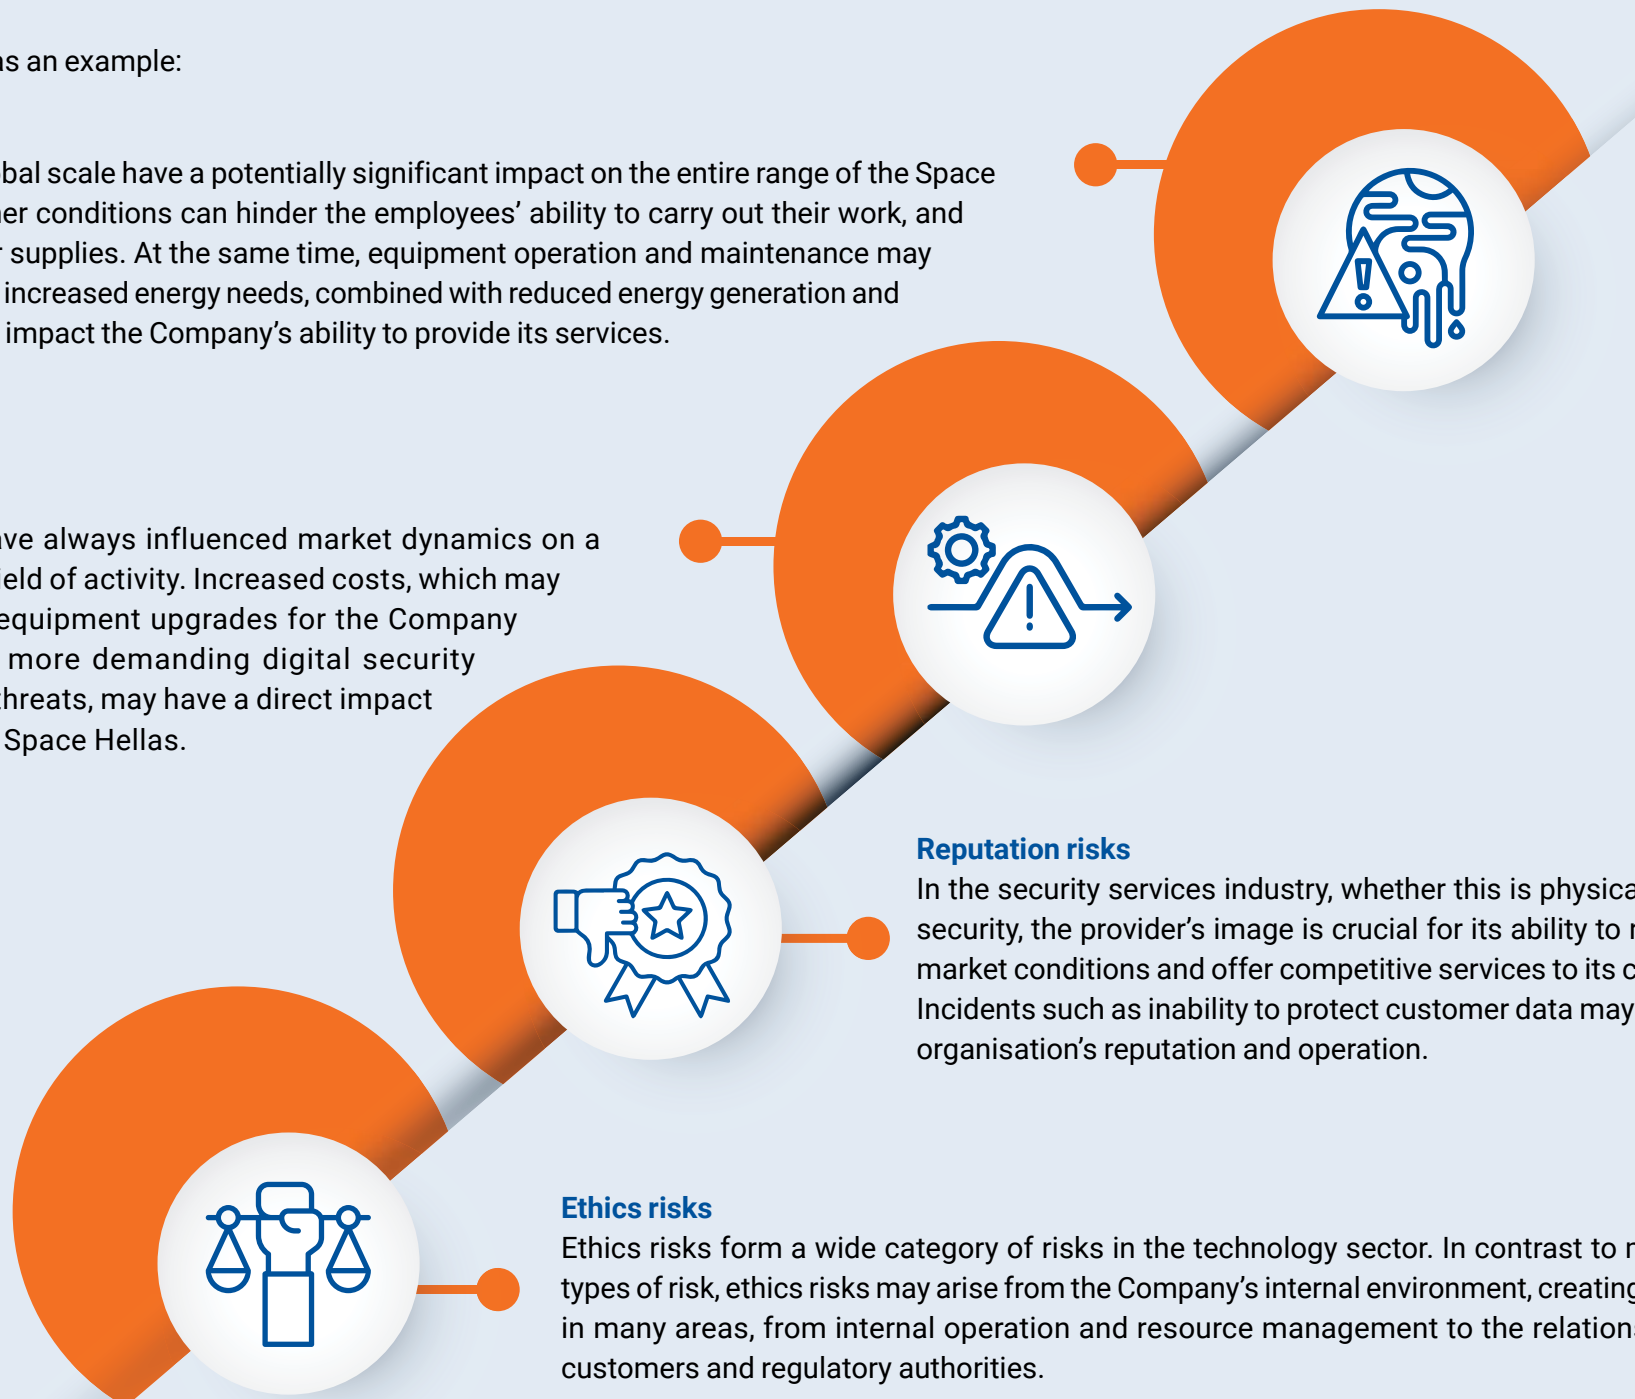 as an example:
obal scale have a potentially significant impact on the entire range of the Space
her conditions can hinder the employees’ ability to carry out their work, and
r supplies. At the same time, equipment operation and maintenance may
increased energy needs, combined with reduced energy generation and
impact the Company’s ability to provide its services.
ave always influenced market dynamics on a
field of activity. Increased costs, which may
equipment upgrades for the Company
more demanding digital security
threats, may have a direct impact
Space Hellas.
Reputation risks
In the security services industry, whether this is physica
security, the provider’s image is crucial for its ability to
market conditions and offer competitive services to its c
Incidents such as inability to protect customer data may
organisation’s reputation and operation.
Ethics risks
Ethics risks form a wide category of risks in the technology sector. In contrast to
types of risk, ethics risks may arise from the Company’s internal environment, creating
in many areas, from internal operation and resource management to the relations
customers and regulatory authorities.